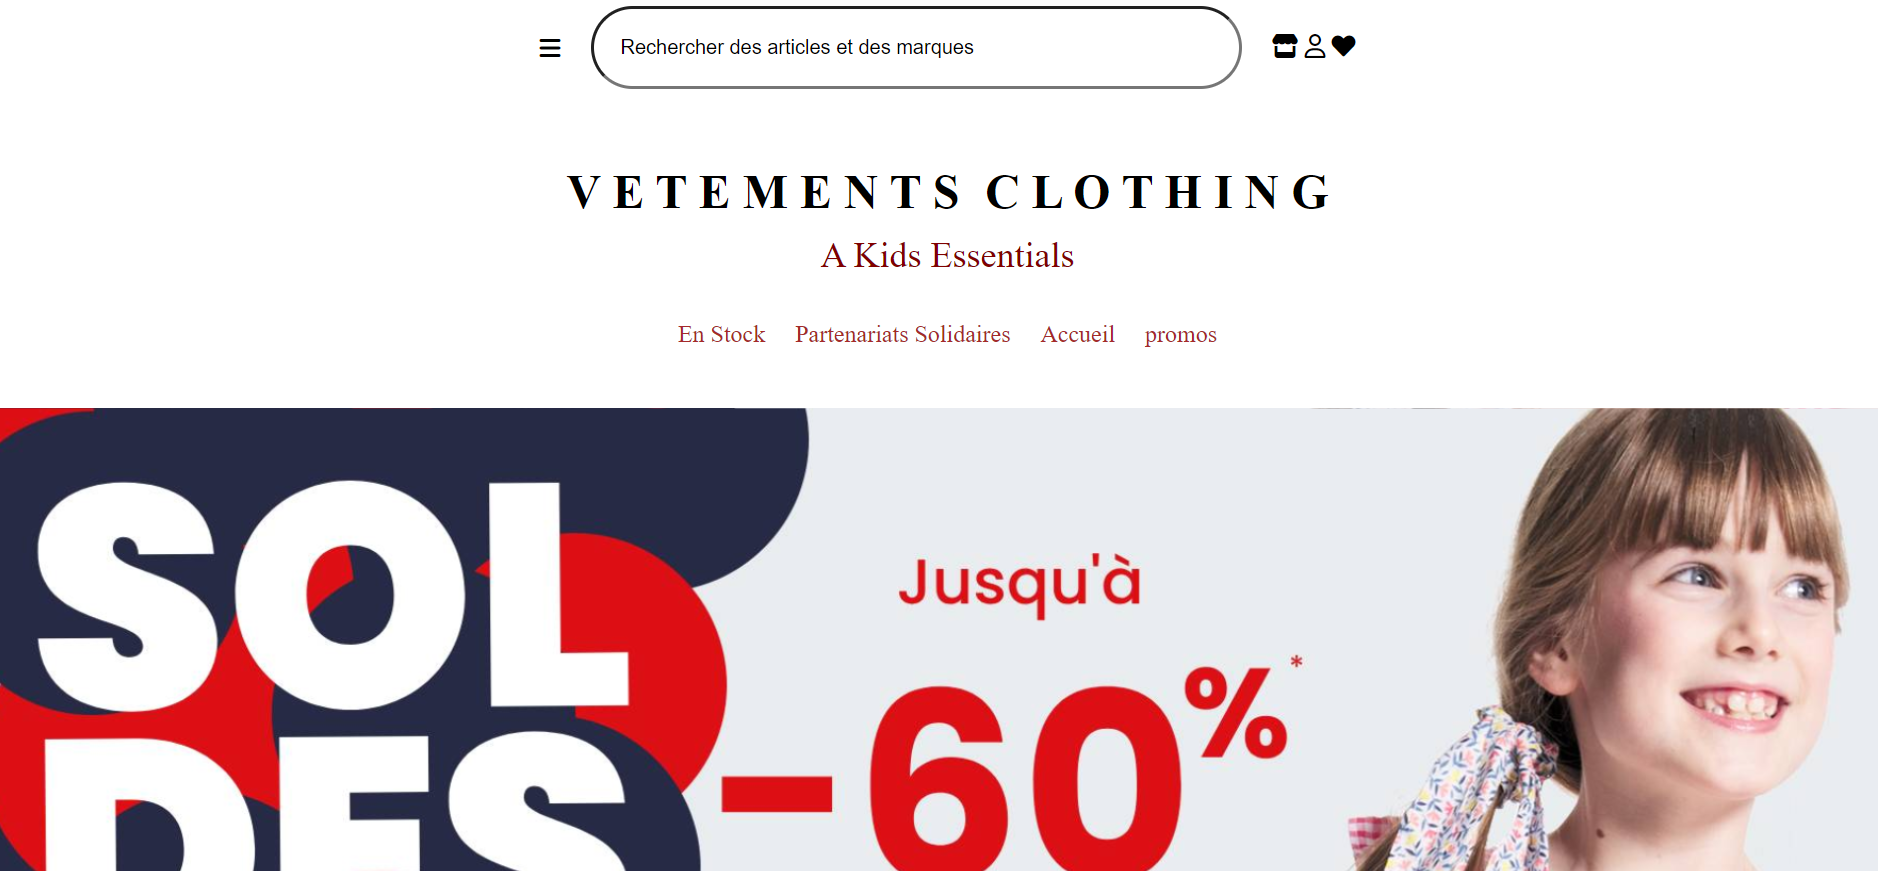 Rechercher des articles et des marques
VETEMENTS CLOTHING
A Kids Essentials
En Stock Partenariats Solidaires Accueil promos
SOL
DES
Jusqu'à
-60%*